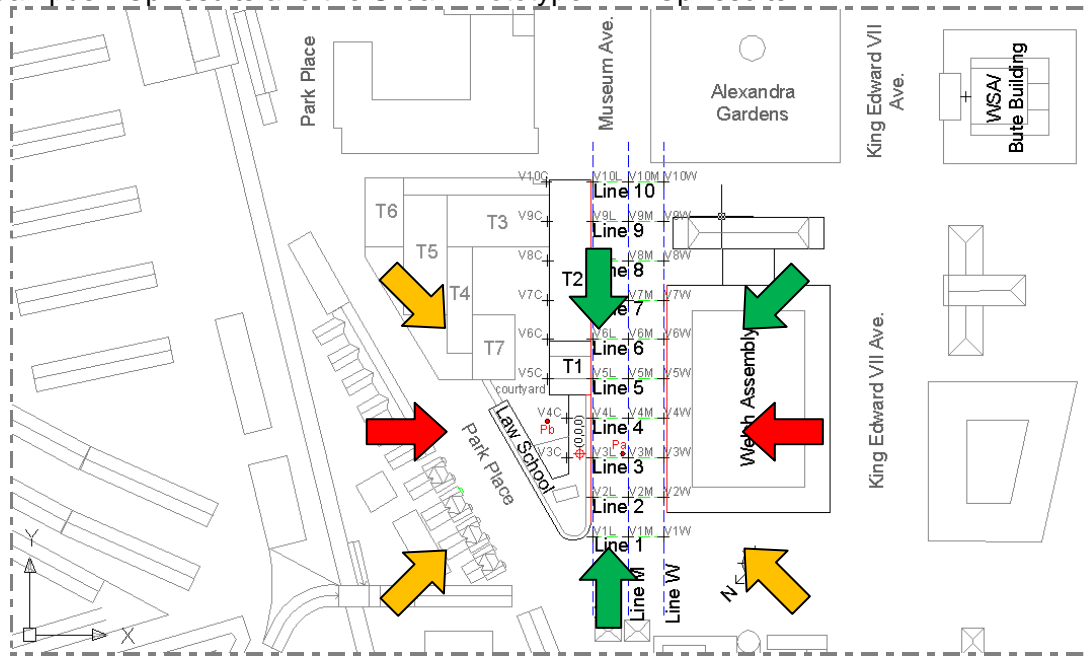 Park Place
Museum Ave.
Alexandra
Gardens
King Edward VII
Ave.
WSA/
Bute Building
V10C
V10L
V10M
V10W
Line 10
T6
T3
V9C
V9L
V9M
V9W
Line 9
T5
V8C
V8L
V8M
V8W
Line 8
T2
T4
V7C
V7M
V7W
V6C
V6L
V6M
V6W
Line 6
T7
T1
V5C
V5L
V5M
V5W
courtyard
Line 5
V4C
V4L
V4M
V4W
Pb
Line 4
(0,0,0)
Pa
V3C
V3L
V3M
V3W
Line 3
Law School
Park Place
Welsh Assembly
King Edward VII Ave.
V2L
V2M
V2W
Line 2
V1L
V1M
V1W
Line 1
Line M
Line W
N
Y
X